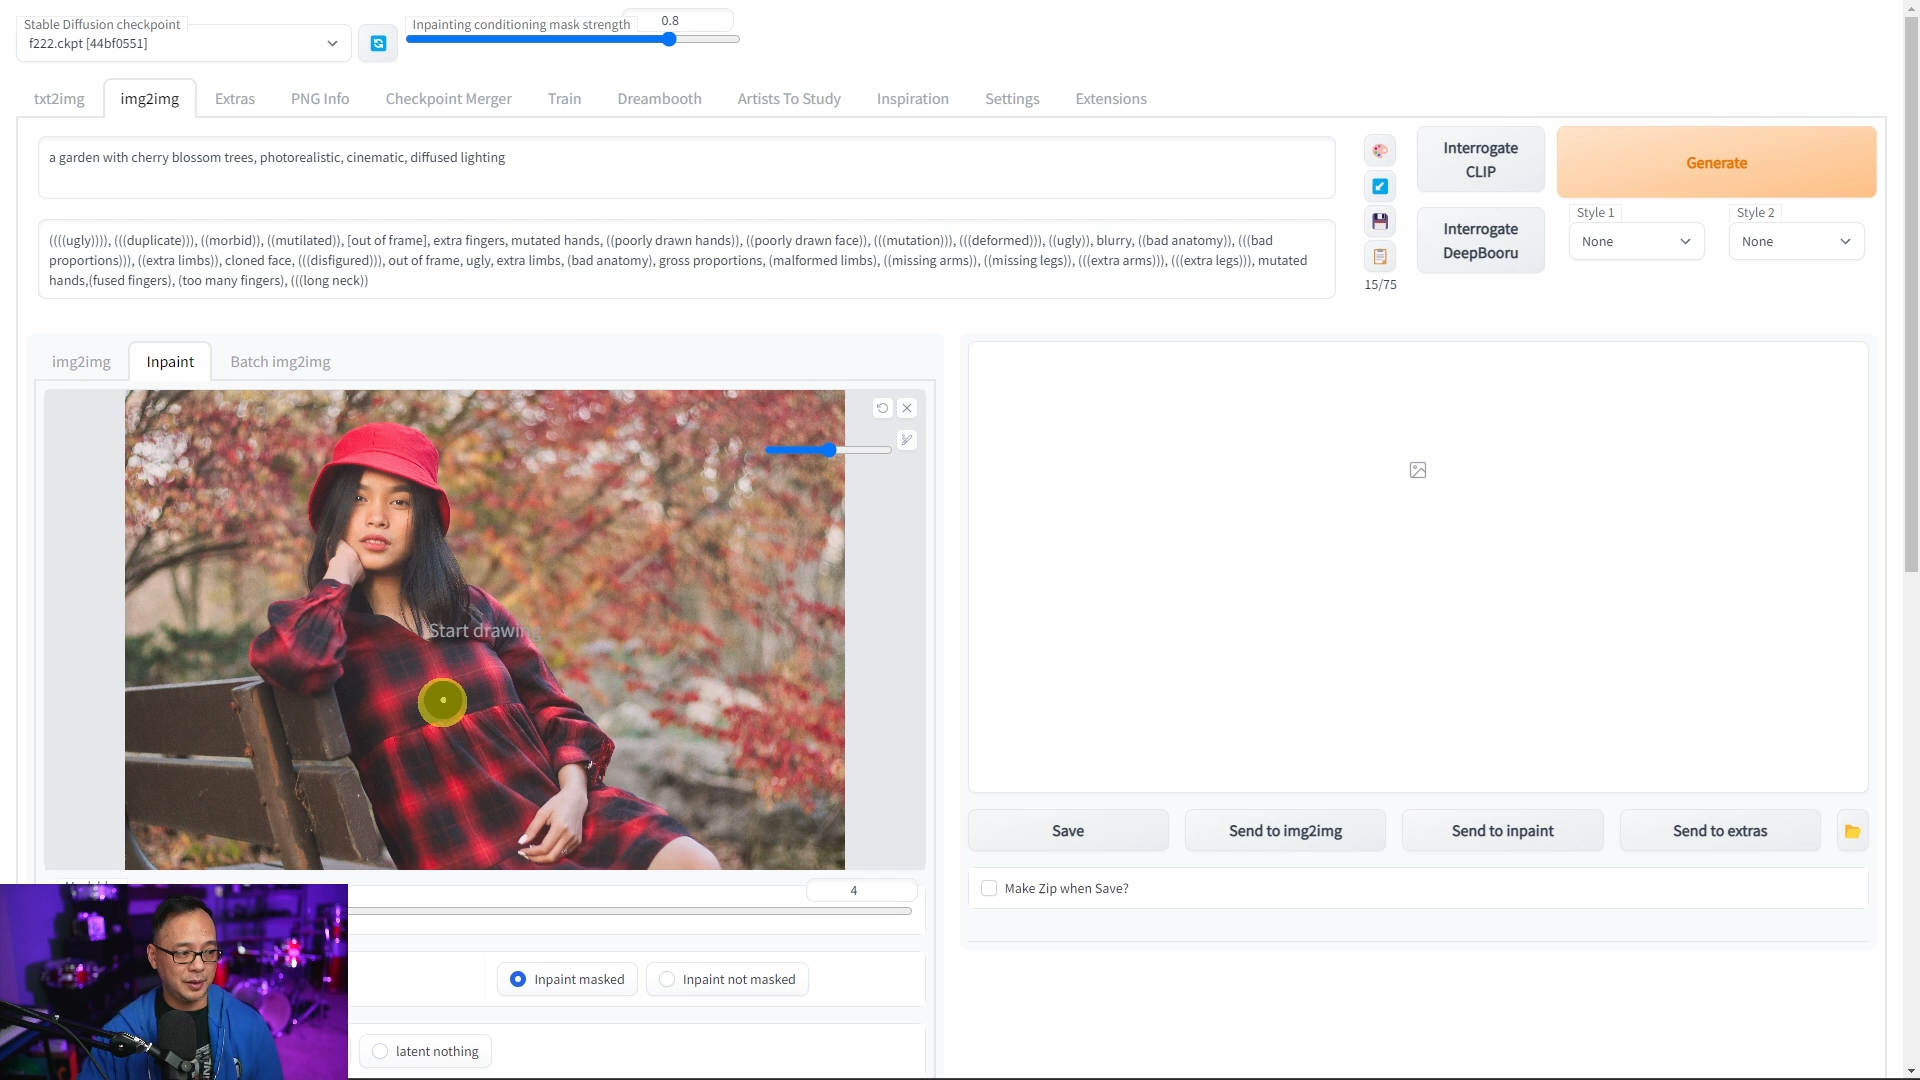 Stable Diffusion checkpoint
f222.ckpt [44bf0551]
Inpainting conditioning mask strength
0.8
txt2img
img2img
Extras
PNG Info
Checkpoint Merger
Train
Dreambooth
Artists To Study
Inspiration
Settings
Extensions
a garden with cherry blossom trees, photorealistic, cinematic, diffused lighting
((((ugly)))), (((duplicate))), ((morbid)), ((mutilated)), [out of frame], extra fingers, mutated hands, ((poorly drawn hands)), ((poorly drawn face)), (((mutation))), (((deformed))), ((ugly)), blurry, ((bad anatomy)), (((bad
proportions))), ((extra limbs)), cloned face, (((disfigured))), out of frame, ugly, extra limbs, (bad anatomy), gross proportions, (malformed limbs), ((missing arms)), ((missing legs)), (((extra arms))), (((extra legs))), mutated
hands,(fused fingers), (too many fingers), (((long neck))
15/75
Interrogate
CLIP
Interrogate
DeepBooru
Generate
Style 1
None
Style 2
None
img2img
Inpaint
Batch img2img
Start drawing
4
Inpaint masked
Inpaint not masked
latent nothing
Save
Send to img2img
Send to inpaint
Send to extras
Make Zip when Save?